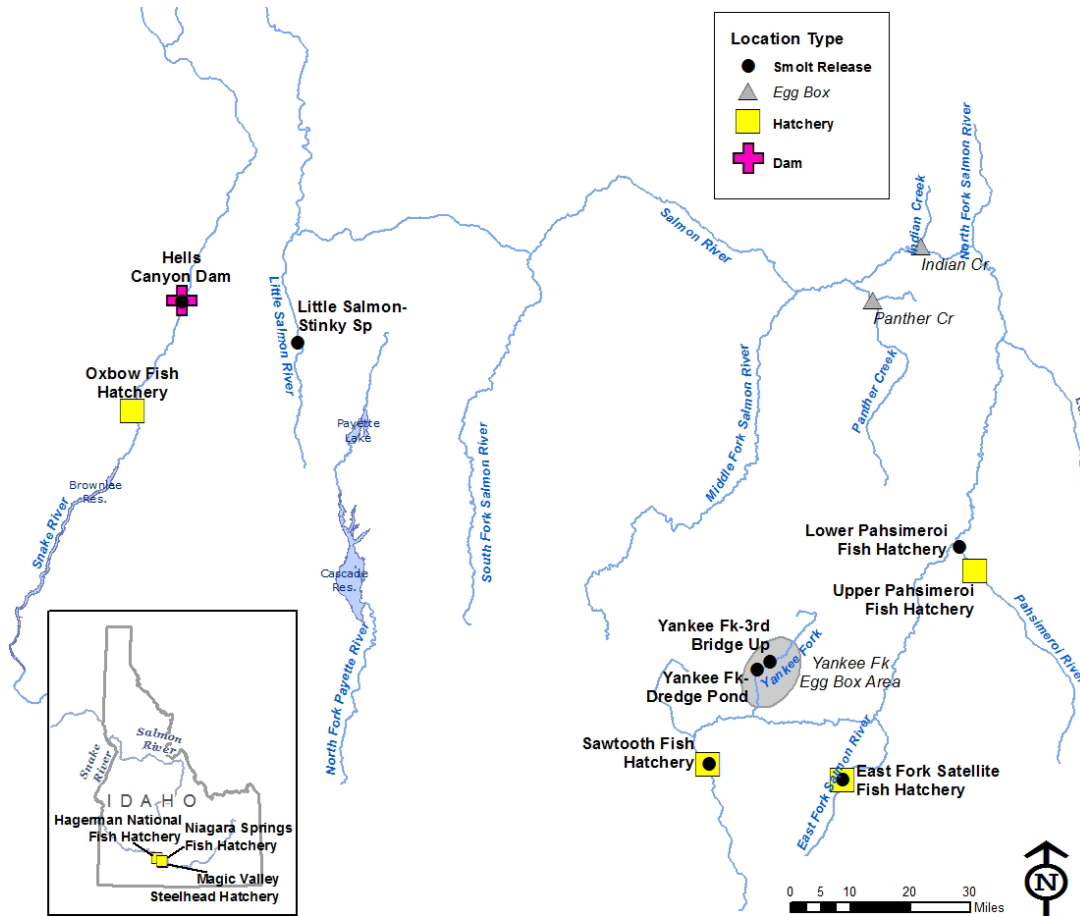 Location Type
Smolt Release
Egg Box
Hatchery
Dam
North Fork Salmon River
Indian Creek
Indian Cr
Salmon River
Panther Cr
Panther Creek
Hells
Canyon Dam
Little Salmon-
Stinky Sp
Little Salmon River
Oxbow Fish
Hatchery
Payette
Lake
Brownlee
Res.
Snake River
South Fork Salmon River
Middle Fork Salmon River
Cascade
Res.
North Fork Payette River
Lower Pahsimeroi
Fish Hatchery
Upper Pahsimeroi
Fish Hatchery
Pahsimeroi River
Yankee Fk-3rd
Bridge Up
Yankee Fork
Yankee Fk
Egg Box Area
Yankee Fk-
Dredge Pond
Sawtooth Fish
Hatchery
East Fork Salmon River
East Fork Satellite
Fish Hatchery
Salmon
River
Snake
River
IDAHO
Hagerman National
Fish Hatchery
Niagara Springs
Fish Hatchery
Magic Valley
Steelhead Hatchery
N
0 5 10 20 30
Miles